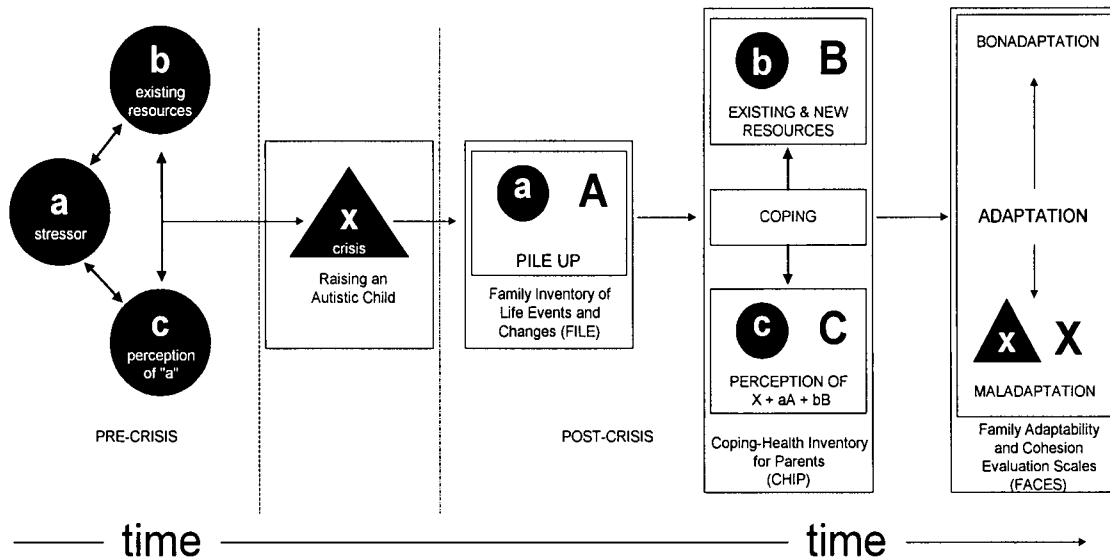 b
existing
resources
a
stressor
c
perception
of "a"
PRE-CRISIS
x
crisis
Raising an
Autistic Child
a A
PILE UP
Family Inventory of
Life Events and
Changes (FILE)
POST-CRISIS
b B
EXISTING & NEW
RESOURCES
COPING
c C
PERCEPTION OF
X + aA + bB
Coping-Health Inventory
for Parents
(CHIP)
BONADAPTATION
ADAPTATION
x X
MALADAPTATION
Family Adaptability
and Cohesion
Evaluation Scales
(FACES)
time time